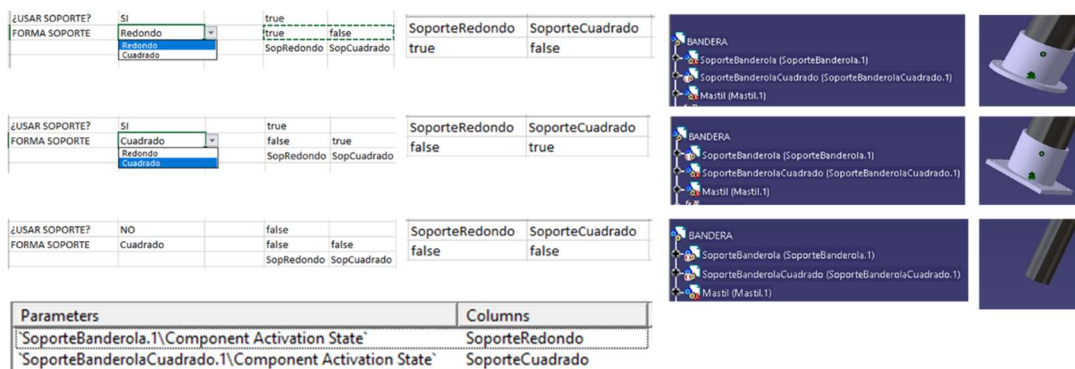 ¿USAR SOPORTE? SI true
FORMA SOPORTE Redondo true false
Redondo SopRedondo SopCuadrado
Cuadrado
SoporteRedondo SoporteCuadrado
true false
BANDERA
SoporteBanderola (SoporteBanderola.1)
SoporteBanderolaCuadrado (SoporteBanderolaCuadrado.1)
Mastil (Mastil.1)
¿USAR SOPORTE? SI true
FORMA SOPORTE Cuadrado false true
Redondo SopRedondo SopCuadrado
Cuadrado
SoporteRedondo SoporteCuadrado
false true
BANDERA
SoporteBanderola (SoporteBanderola.1)
SoporteBanderolaCuadrado (SoporteBanderolaCuadrado.1)
Mastil (Mastil.1)
¿USAR SOPORTE? NO false
FORMA SOPORTE Cuadrado false false
SopRedondo SopCuadrado
SoporteRedondo SoporteCuadrado
false false
BANDERA
SoporteBanderola (SoporteBanderola.1)
SoporteBanderolaCuadrado (SoporteBanderolaCuadrado.1)
Mastil (Mastil.1)
Parameters Columns
`SoporteBanderola.1\Component Activation State` SoporteRedondo
`SoporteBanderolaCuadrado.1\Component Activation State` SoporteCuadrado